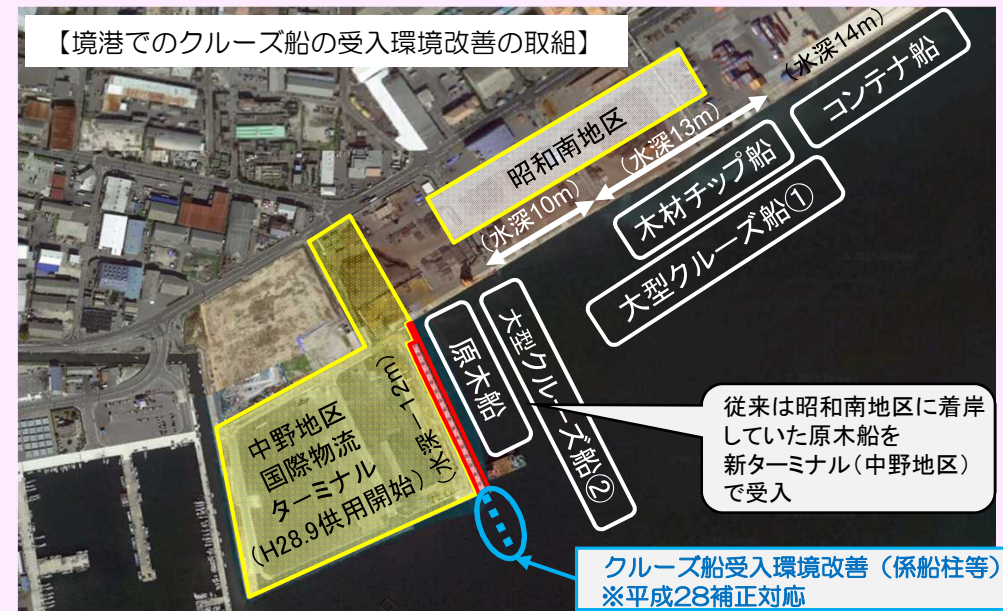 【境港でのクルーズ船の受入環境改善の取組】
(水深14m)
コンテナ船
昭和南地区
(水深13m)
(水深10m)
木材チップ船
大型クルーズ船①
原木船
大型クルーズ船②
中野地区
国際物流
ターミナル
(H28.9供用開始)
(水深-12m)
従来は昭和南地区に着岸
していた原木船を
新ターミナル(中野地区)
で受入
クルーズ船受入環境改善(係船柱等)
※平成28補正対応